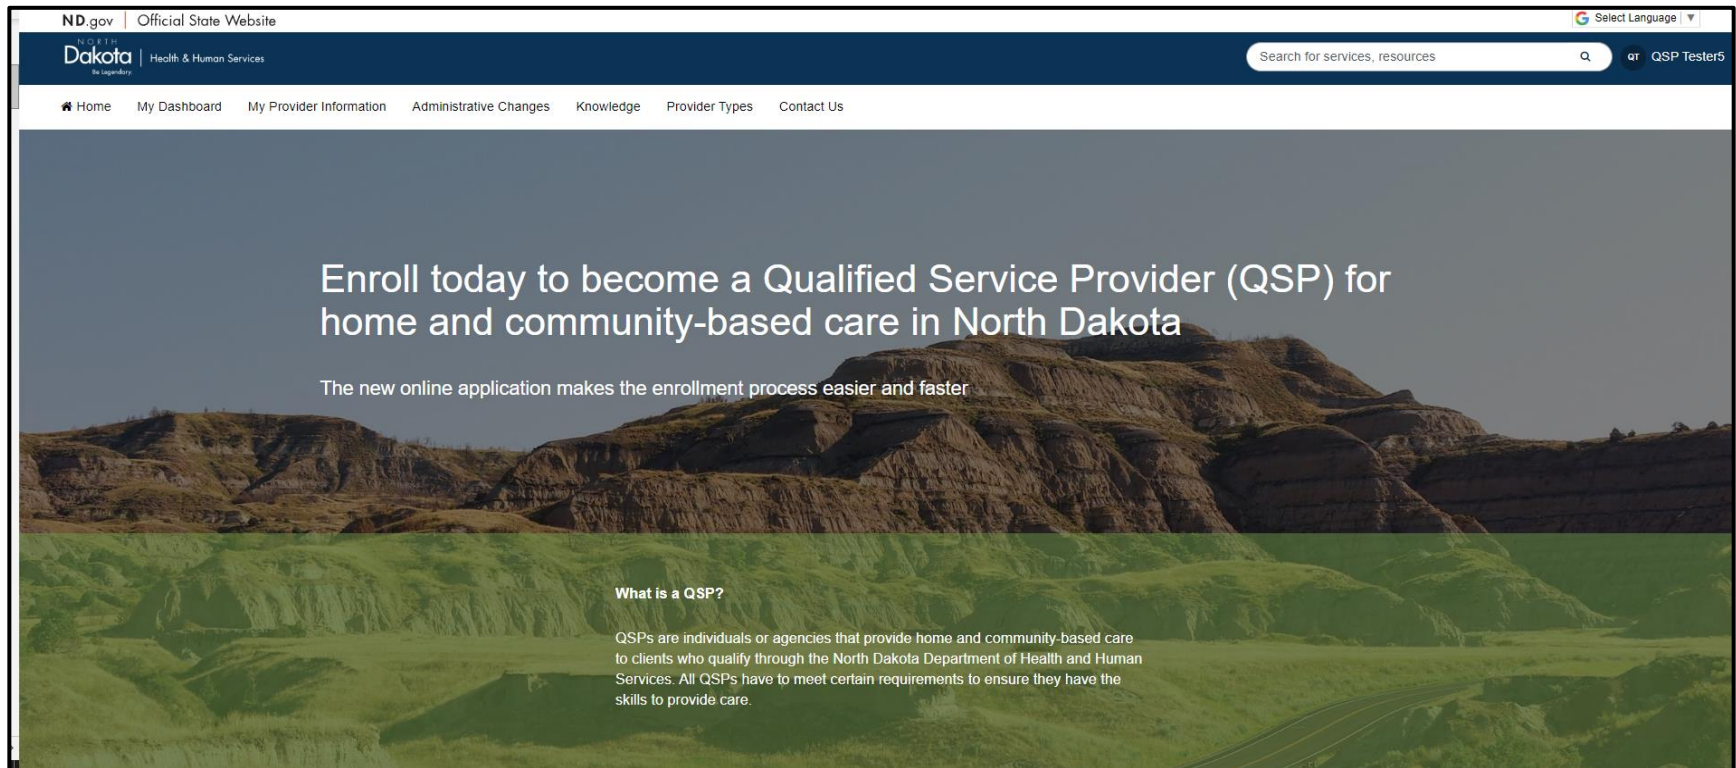 ND.gov | Official State Website
Select Language ▼
NORTH
Dakota | Health & Human Services
Be Legendary.
Search for services, resources
QT QSP Tester5
Home My Dashboard My Provider Information Administrative Changes Knowledge Provider Types Contact Us
Enroll today to become a Qualified Service Provider (QSP) for
home and community-based care in North Dakota
The new online application makes the enrollment process easier and faster
What is a QSP?
QSPs are individuals or agencies that provide home and community-based care
to clients who qualify through the North Dakota Department of Health and Human
Services. All QSPs have to meet certain requirements to ensure they have the
skills to provide care.